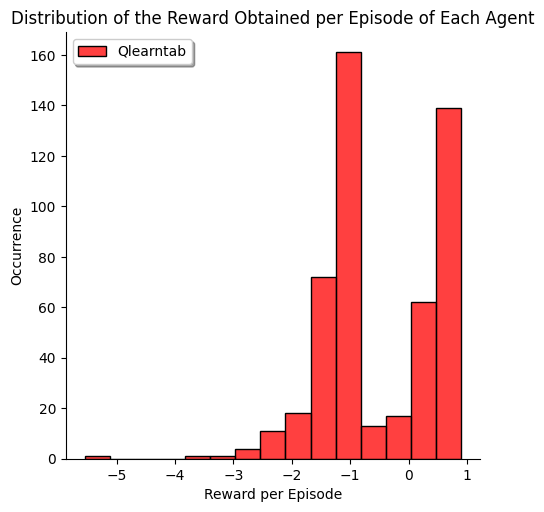 Distribution of the Reward Obtained per Episode of Each Agent
Qlearntab
160
140
120
100
80
60
40
20
0
Occurrence
−5 −4 −3 −2 −1 0 1
Reward per Episode